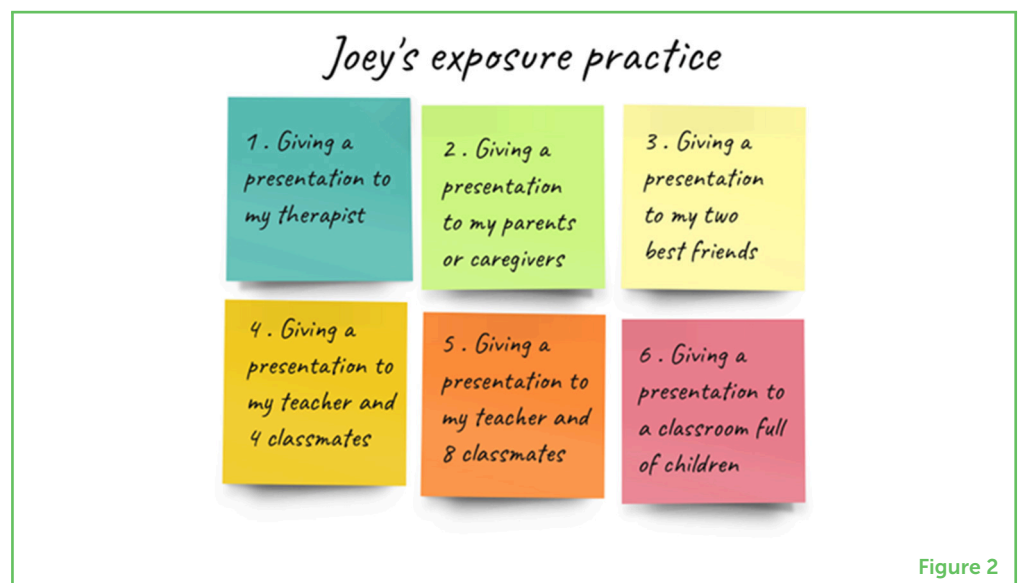 Joey's exposure practice
1. Giving a
presentation to
my therapist
2. Giving a
presentation
to my parents
or caregivers
3. Giving a
presentation
to my two
best friends
4. Giving a
presentation to
my teacher and
4 classmates
5. Giving a
presentation to
my teacher and
8 classmates
6. Giving a
presentation to
a classroom full
of children
Figure 2